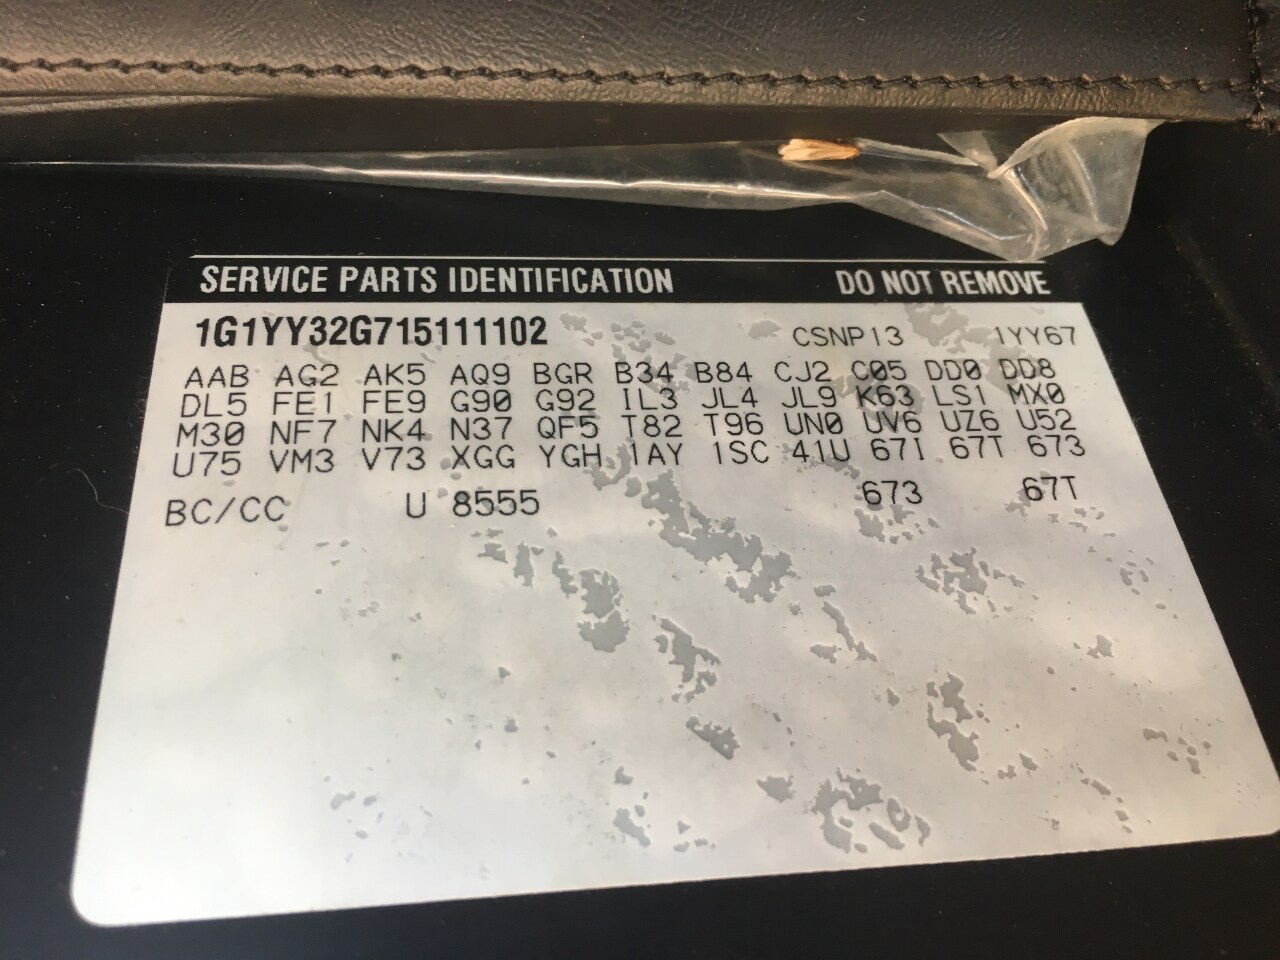 SERVICE PARTS IDENTIFICATION DO NOT REMOVE
1G1YY32G715111102 CSNP13 1YY67
AAB AG2 AK5 AQ9 BGR B34 B84 CJ2 C05 DD0 DD8
DL5 FE1 FE9 G90 G92 IL3 JL4 JL9 K63 LS1 MX0
M30 NF7 NK4 N37 QF5 T82 T96 UN0 UV6 UZ6 U52
U75 VM3 V73 XGG YGH 1AY 1SC 41U 67I 67T 673
BC/CC U 8555 673 67T